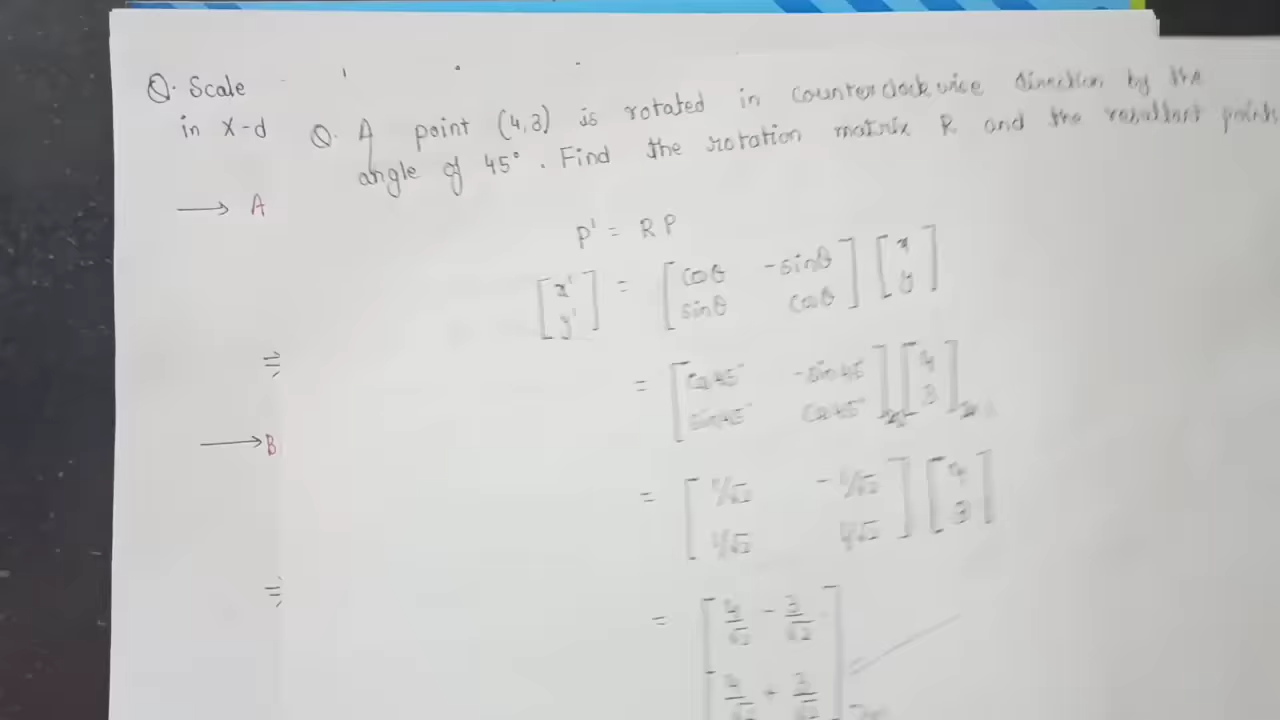 Q. Scale
in X-d
→ A
⇒
→ B
⇒
Q. A point (4,3) is rotated in counterclockwise direction by the
angle of 45°. Find the rotation matrix R and the resultant points
P' = RP
[x' y'] = [cosθ -sinθ sinθ cosθ] [x y]
= [cos45° -sin45 sin45° cos45°] [4 3]
= [1/√2 -1/√2 1/√2 1/√2] [4 3]
= [4/√2 - 3/√2
4/√2 + 3/√2]